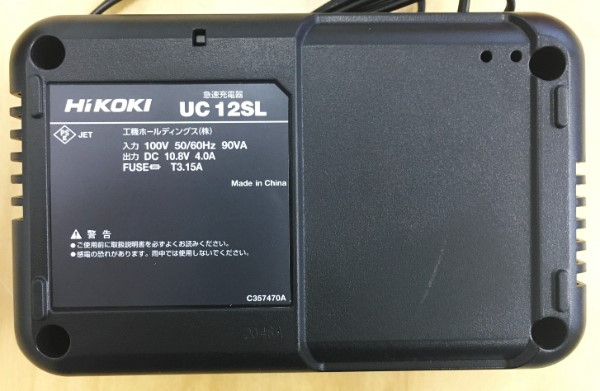 HiKOKI
急速充電器
UC 12SL
PS
E
JET
工機ホールディングス(株)
入力 100V 50/60Hz 90VA
出力 DC 10.8V 4.0A
FUSE T3.15A
Made in China
警告
●ご使用前に取扱説明書を必ずよくお読みください。
●感電の恐れがあります。雨中では使用しないでください。
C357470A